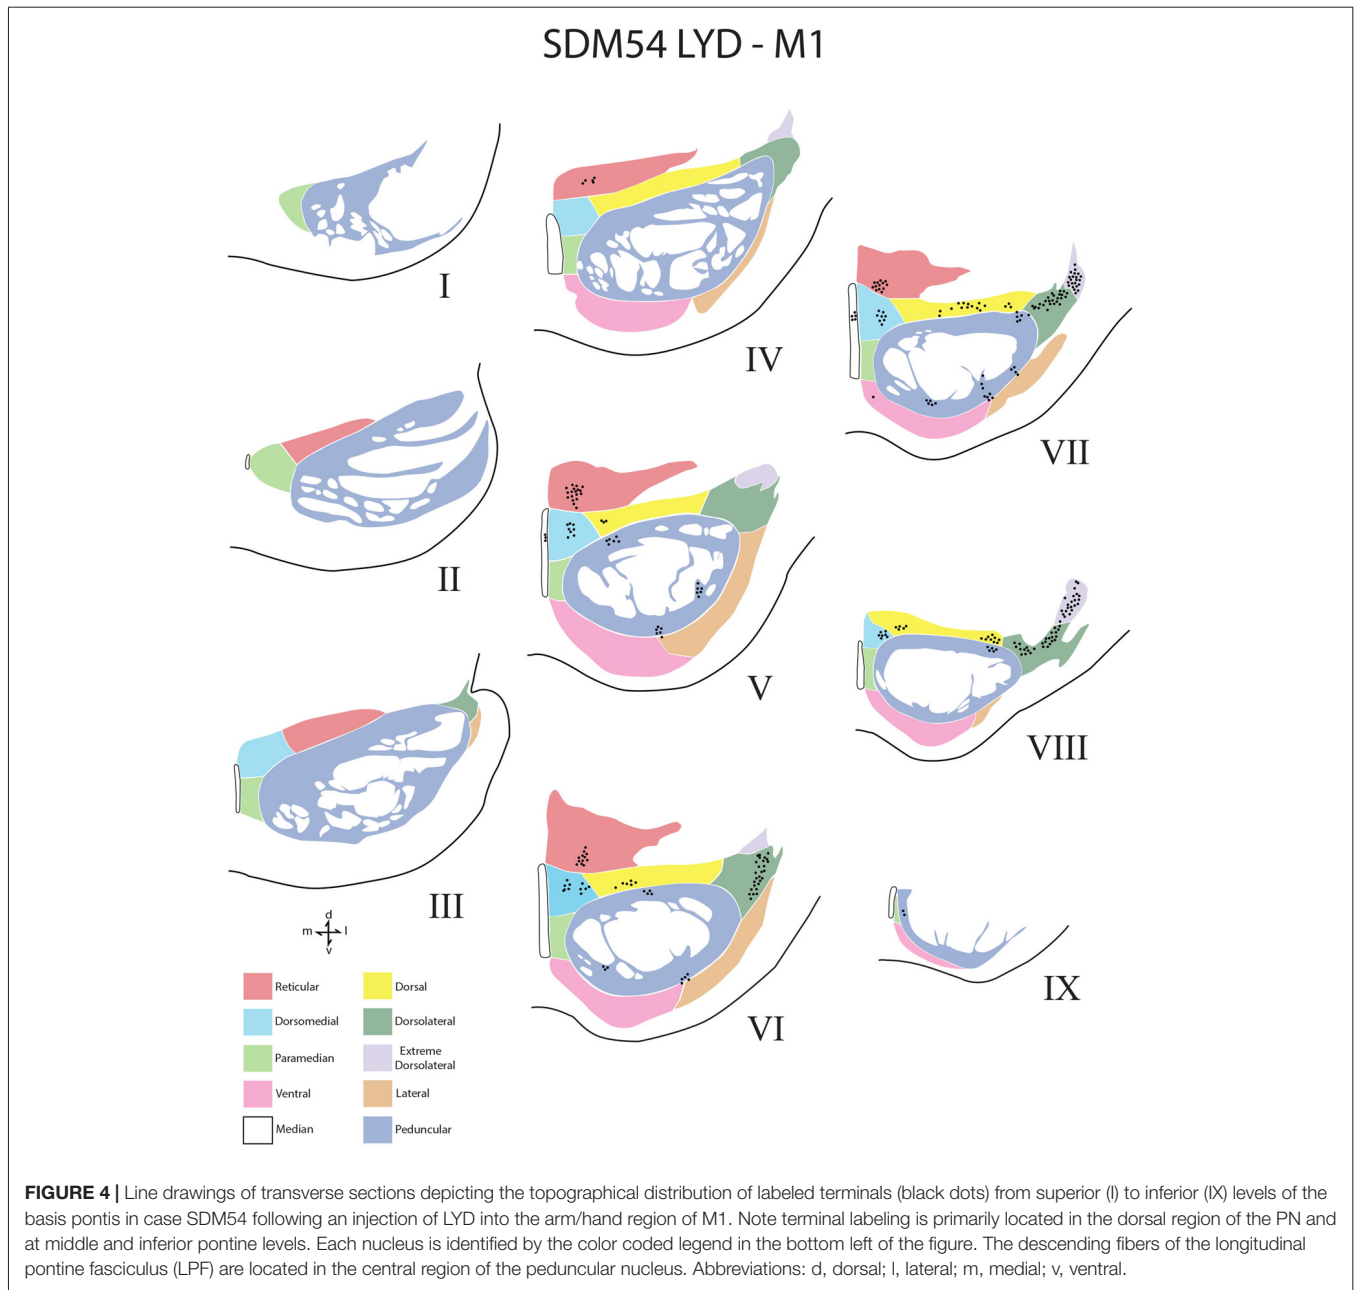 SDM54 LYD - M1
I
IV
VII
II
V
VIII
III
VI
IX
d
m l
v
Reticular
Dorsal
Dorsomedial
Dorsolateral
Paramedian
Extreme
Dorsolateral
Ventral
Lateral
Median
Peduncular
FIGURE 4 | Line drawings of transverse sections depicting the topographical distribution of labeled terminals (black dots) from superior (I) to inferior (IX) levels of the
basis pontis in case SDM54 following an injection of LYD into the arm/hand region of M1. Note terminal labeling is primarily located in the dorsal region of the PN and
at middle and inferior pontine levels. Each nucleus is identified by the color coded legend in the bottom left of the figure. The descending fibers of the longitudinal
pontine fasciculus (LPF) are located in the central region of the peduncular nucleus. Abbreviations: d, dorsal; l, lateral; m, medial; v, ventral.